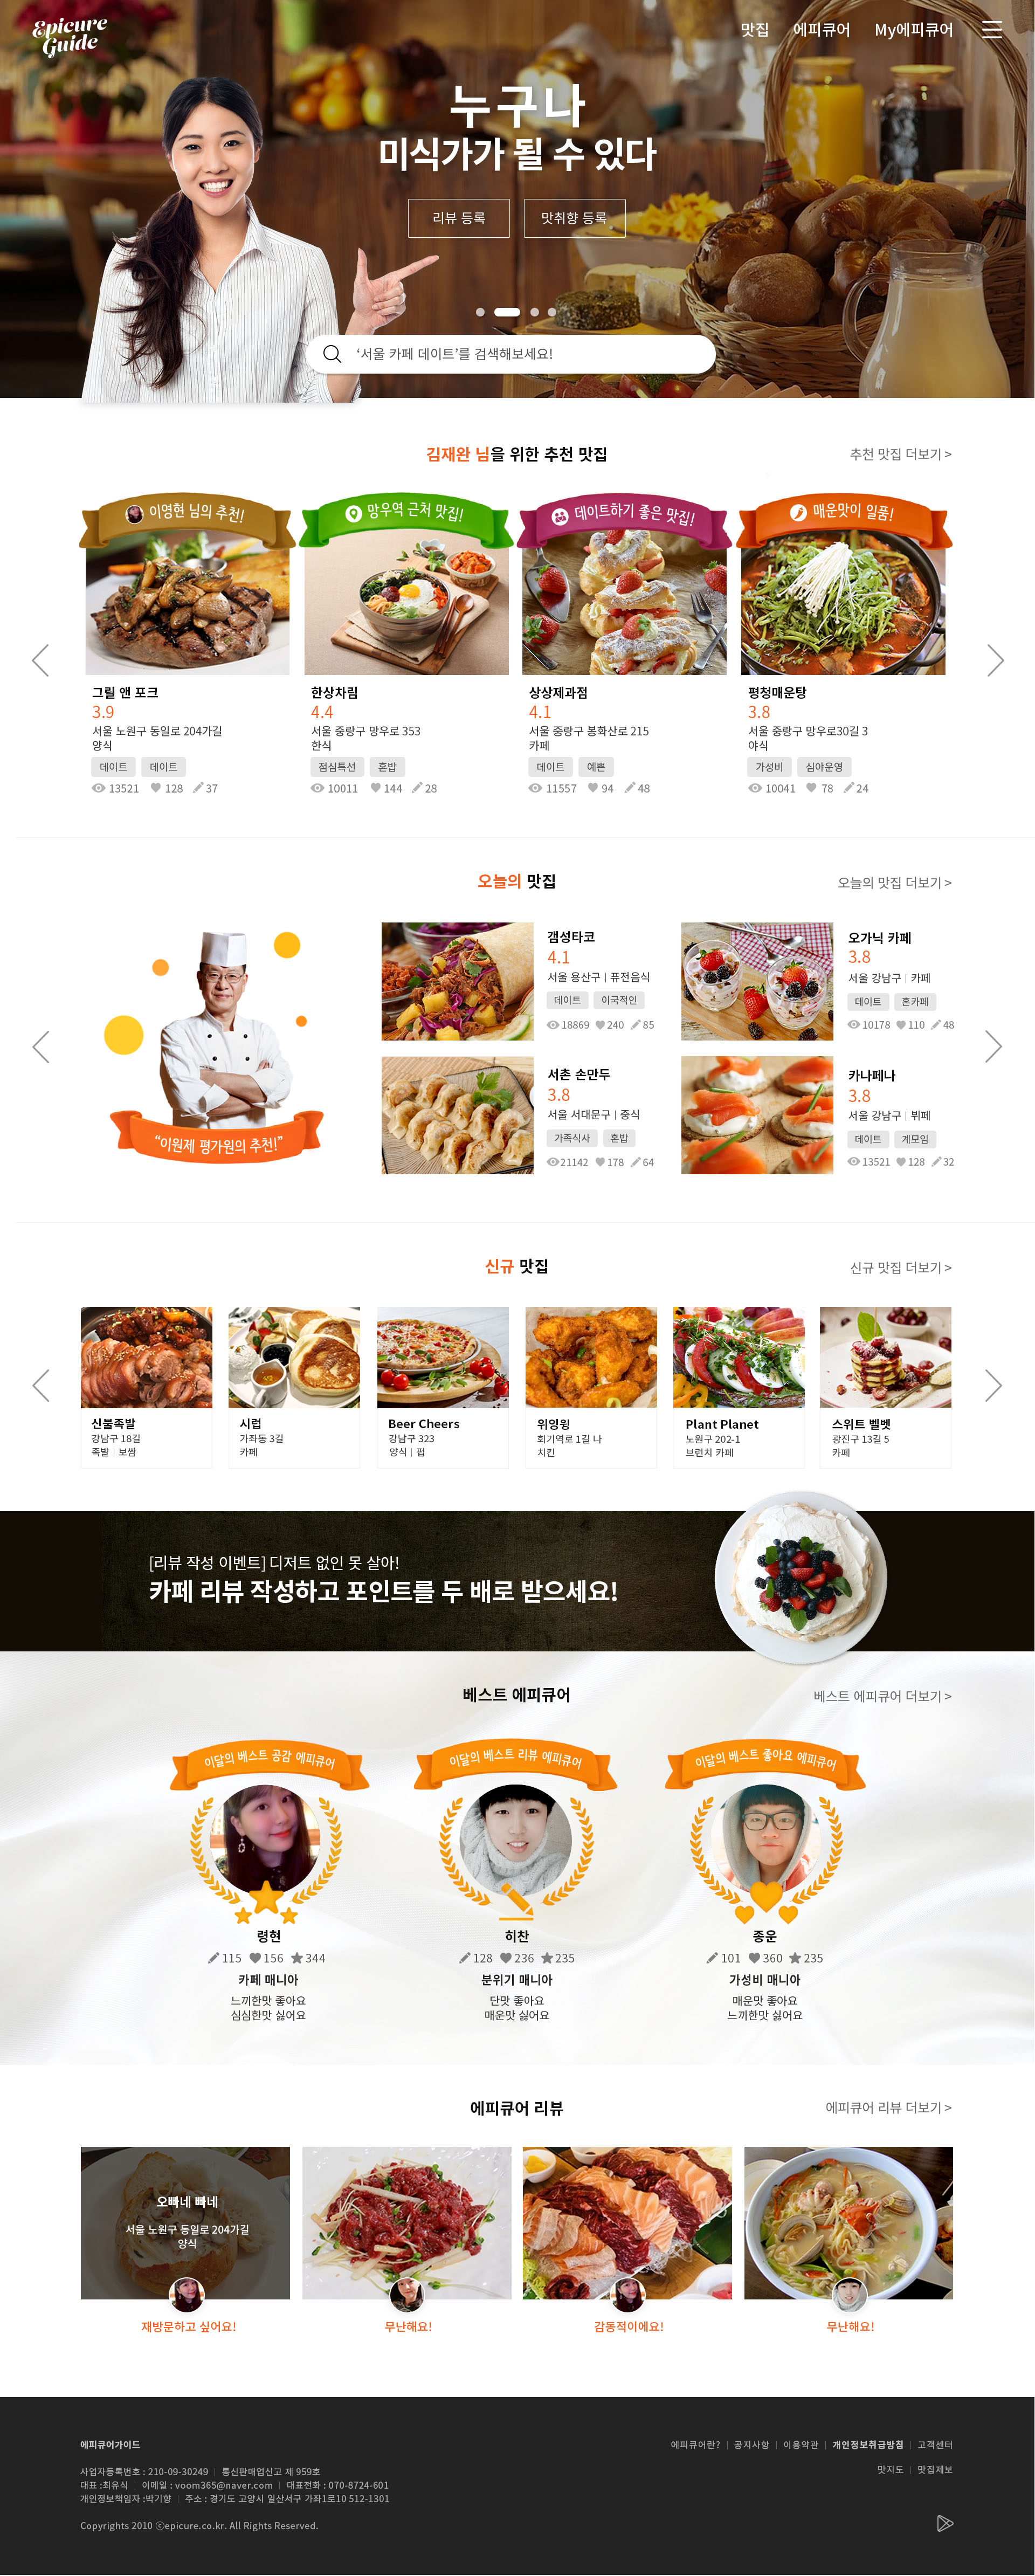 Epicure
Guide
맛집 에피큐어 My에피큐어
누구나
미식가가 될 수 있다
리뷰 등록 맛취향 등록
‘서울 카페 데이트’를 검색해보세요!
김재완 님을 위한 추천 맛집
추천 맛집 더보기 >
이영현 님의 추천!
망우역 근처 맛집!
데이트하기 좋은 맛집!
매운맛이 일품!
그릴 앤 포크
3.9
서울 노원구 동일로 204가길
양식
데이트 데이트
13521 128 37
한상차림
4.4
서울 중랑구 망우로 353
한식
점심특선 혼밥
10011 144 28
상상제과점
4.1
서울 중랑구 봉화산로 215
카페
데이트 예쁜
11557 94 48
평청매운탕
3.8
서울 중랑구 망우로30길 3
야식
가성비 심야운영
10041 78 24
오늘의 맛집
오늘의 맛집 더보기 >
“이원제 평가원의 추천!”
갬성타코
4.1
서울 용산구 | 퓨전음식
데이트 이국적인
18869 240 85
오가닉 카페
3.8
서울 강남구 | 카페
데이트 혼카페
10178 110 48
서촌 손만두
3.8
서울 서대문구 | 중식
가족식사 혼밥
21142 178 64
카나페나
3.8
서울 강남구 | 뷔페
데이트 계모임
13521 128 32
신규 맛집
신규 맛집 더보기 >
신불족발
강남구 18길
족발 | 보쌈
시럽
가좌동 3길
카페
Beer Cheers
강남구 323
양식 | 펍
위잉윙
회기역로 1길 나
치킨
Plant Planet
노원구 202-1
브런치 카페
스위트 벨벳
광진구 13길 5
카페
[리뷰 작성 이벤트] 디저트 없인 못 살아!
카페 리뷰 작성하고 포인트를 두 배로 받으세요!
베스트 에피큐어
베스트 에피큐어 더보기 >
이달의 베스트 공감 에피큐어
이달의 베스트 리뷰 에피큐어
이달의 베스트 좋아요 에피큐어
령현
115 156 344
카페 매니아
느끼한맛 좋아요
심심한맛 싫어요
히찬
128 236 235
분위기 매니아
단맛 좋아요
매운맛 싫어요
종운
101 360 235
가성비 매니아
매운맛 좋아요
느끼한맛 싫어요
에피큐어 리뷰
에피큐어 리뷰 더보기 >
오빠네 빠네
서울 노원구 동일로 204가길
양식
재방문하고 싶어요!
무난해요!
감동적이에요!
무난해요!
에피큐어가이드
사업자등록번호 : 210-09-30249 | 통신판매업신고 제 959호
대표 :최유식 | 이메일 : voom365@naver.com | 대표전화 : 070-8724-601
개인정보책임자 :박기향 | 주소 : 경기도 고양시 일산서구 가좌1로10 512-1301
Copyrights 2010 ⓒepicure.co.kr. All Rights Reserved.
에피큐어란? | 공지사항 | 이용약관 | 개인정보취급방침 | 고객센터
맛지도 | 맛집제보